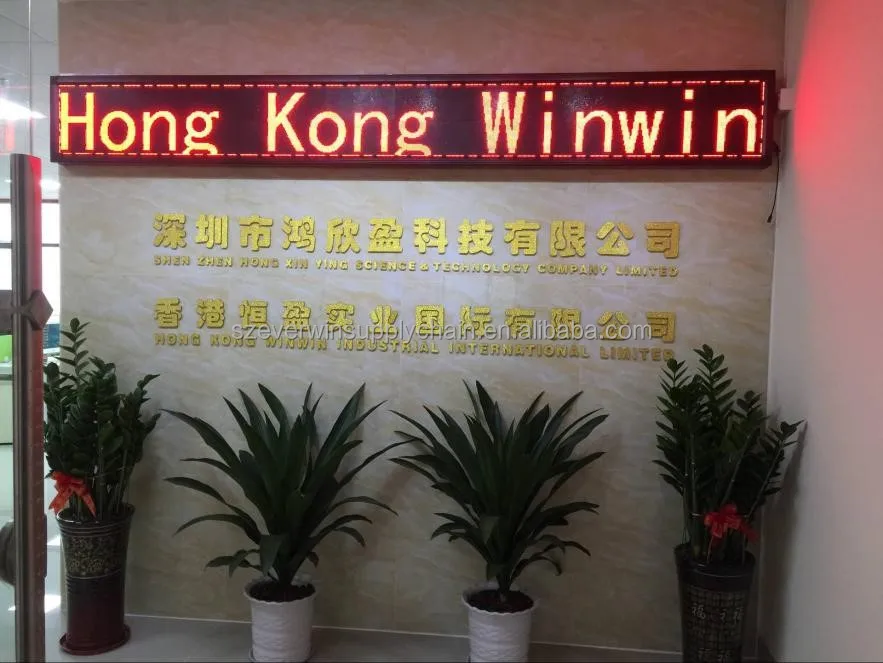 Hong Kong Winwin
深圳市鸿欣盈科技有限公司
SHEN ZHEN HONG XIN YING SCIENCE & TECHNOLOGY COMPANY LIMITED
香港恒盈实业国际有限公司
szeverwinsupplychain.en.alibaba.com
HONG KONG WINWIN INDUSTRIAL INTERNATIONAL LIMITED
福